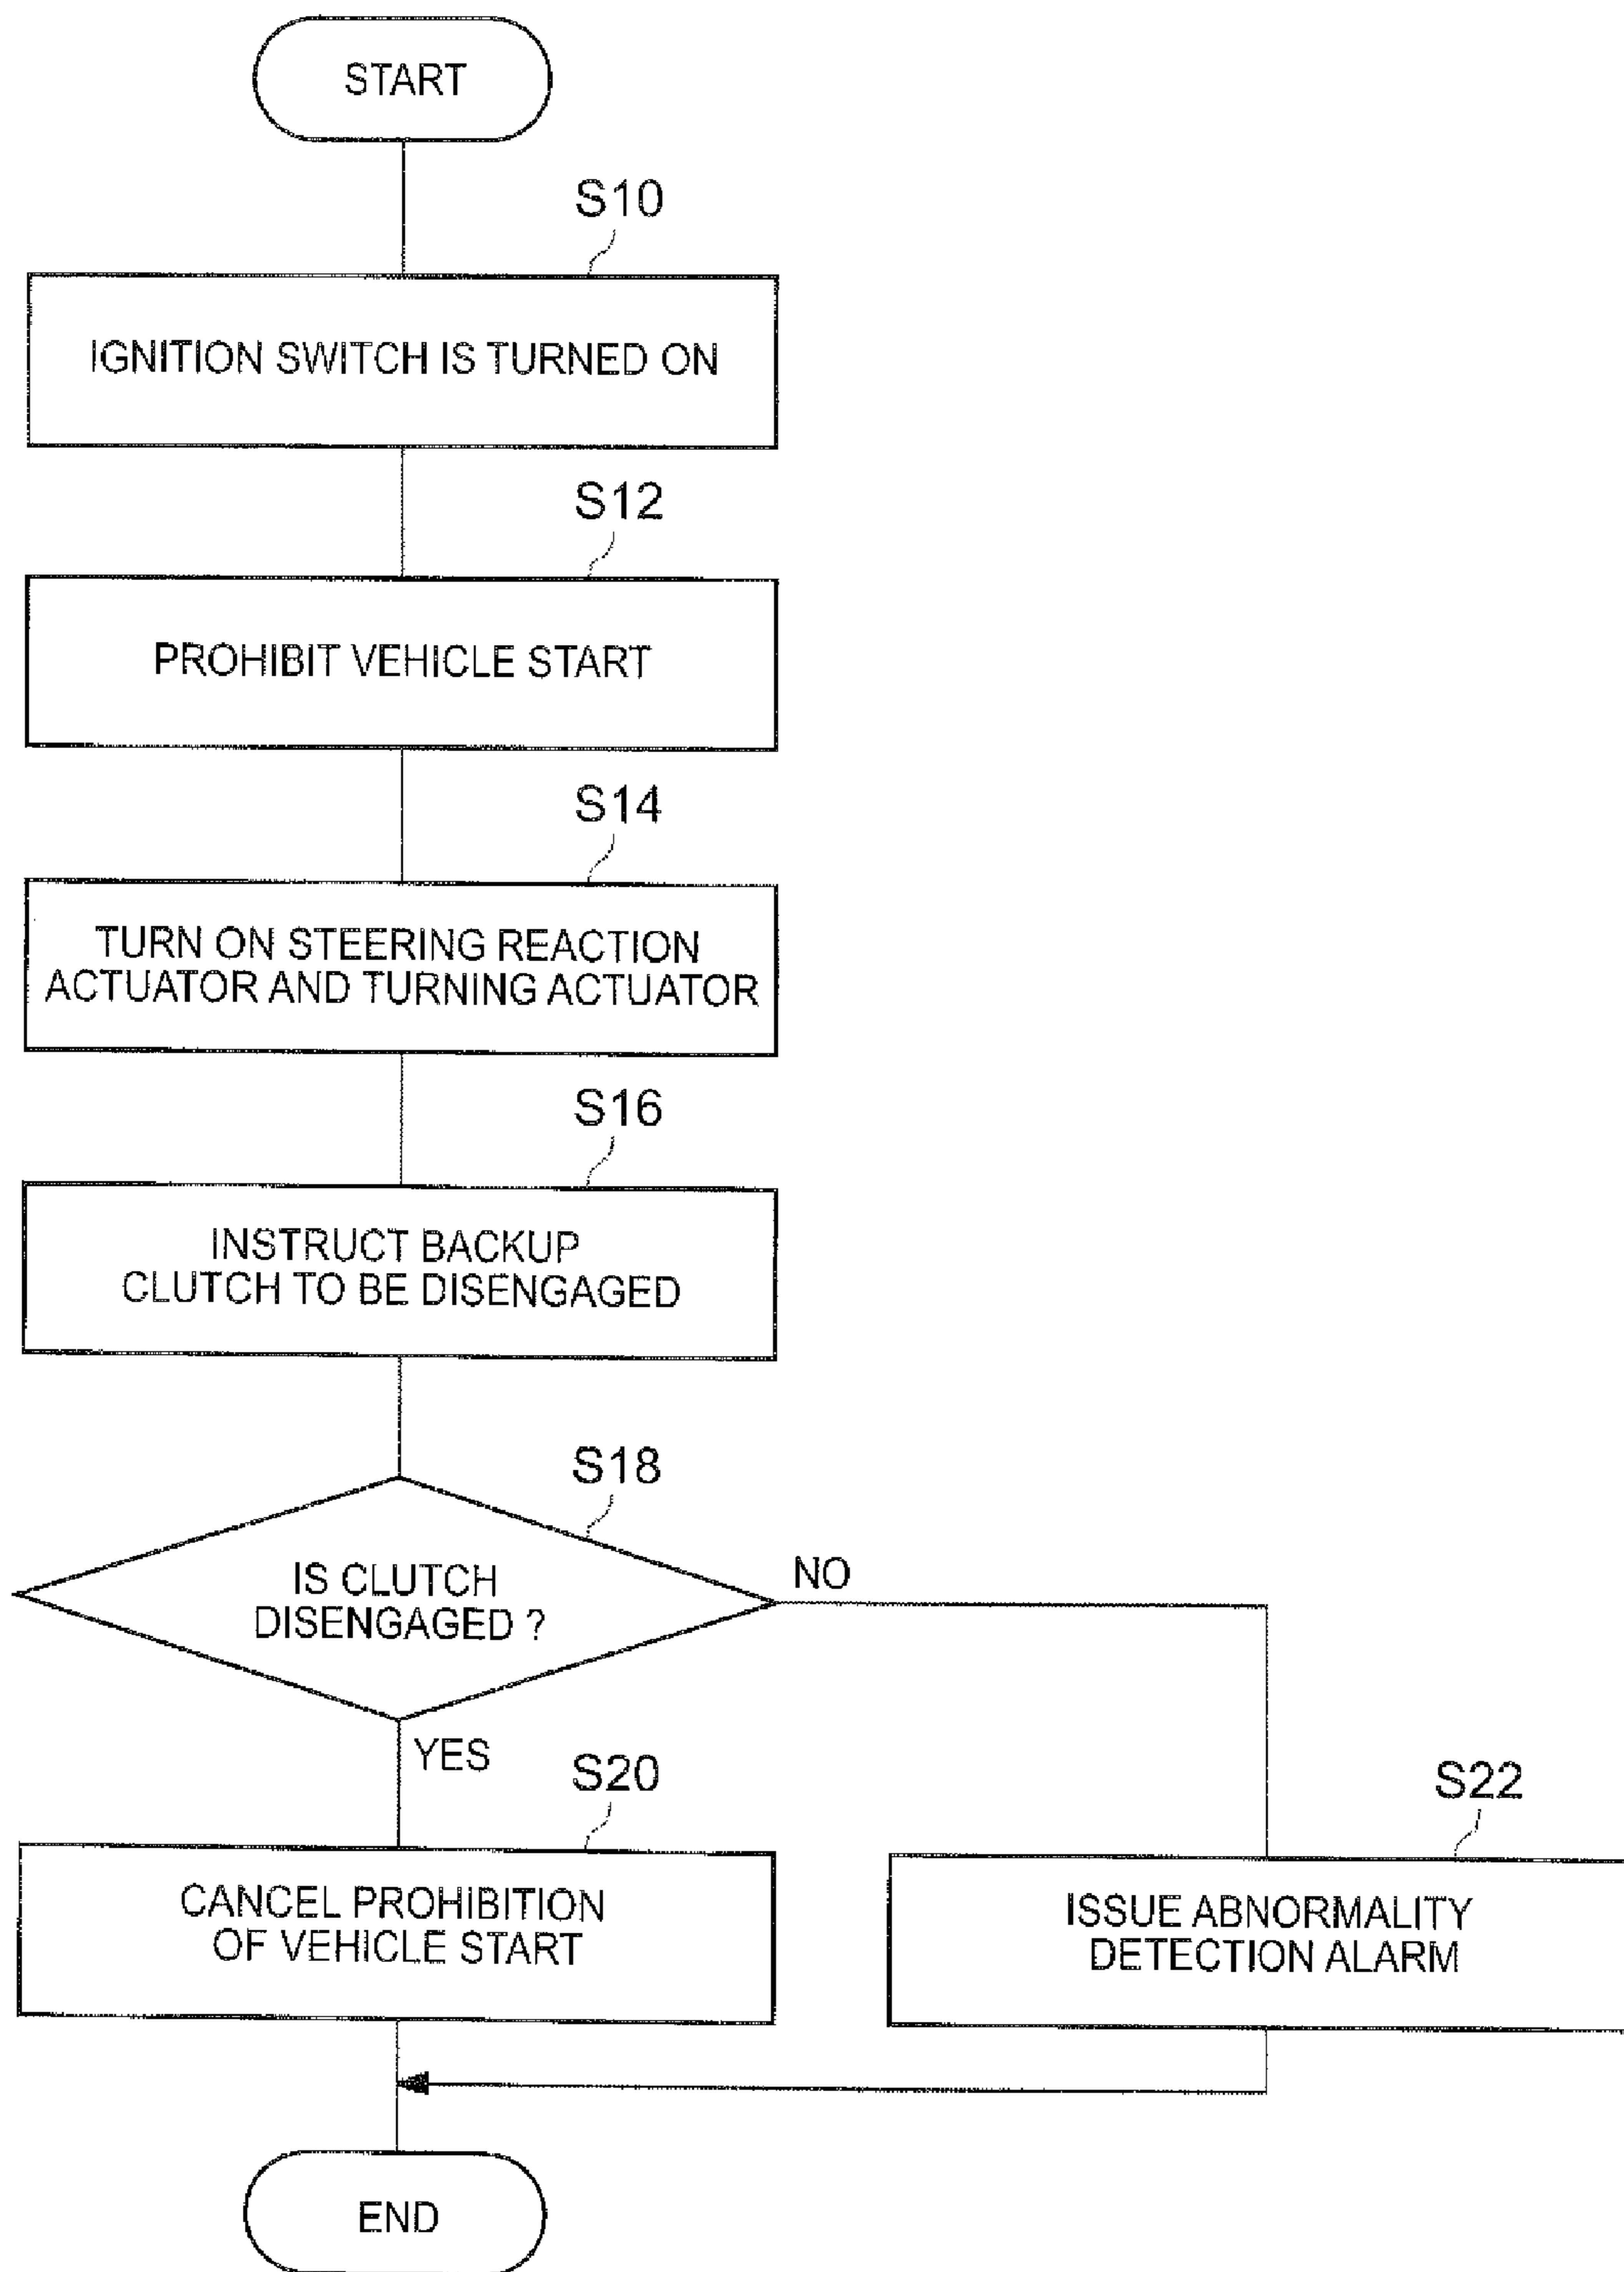 START
S10
IGNITION SWITCH IS TURNED ON
S12
PROHIBIT VEHICLE START
S14
TURN ON STEERING REACTION
ACTUATOR AND TURNING ACTUATOR
S16
INSTRUCT BACKUP
CLUTCH TO BE DISENGAGED
S18
IS CLUTCH
DISENGAGED ?
NO
YES
S20
CANCEL PROHIBITION
OF VEHICLE START
S22
ISSUE ABNORMALITY
DETECTION ALARM
END